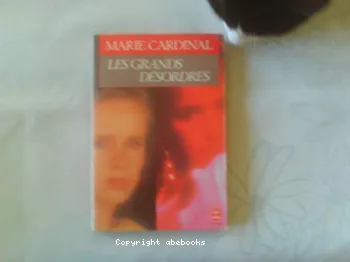 MARIE CARDINAL
LES GRANDS
DÉSORDRES
Copyright abebooks